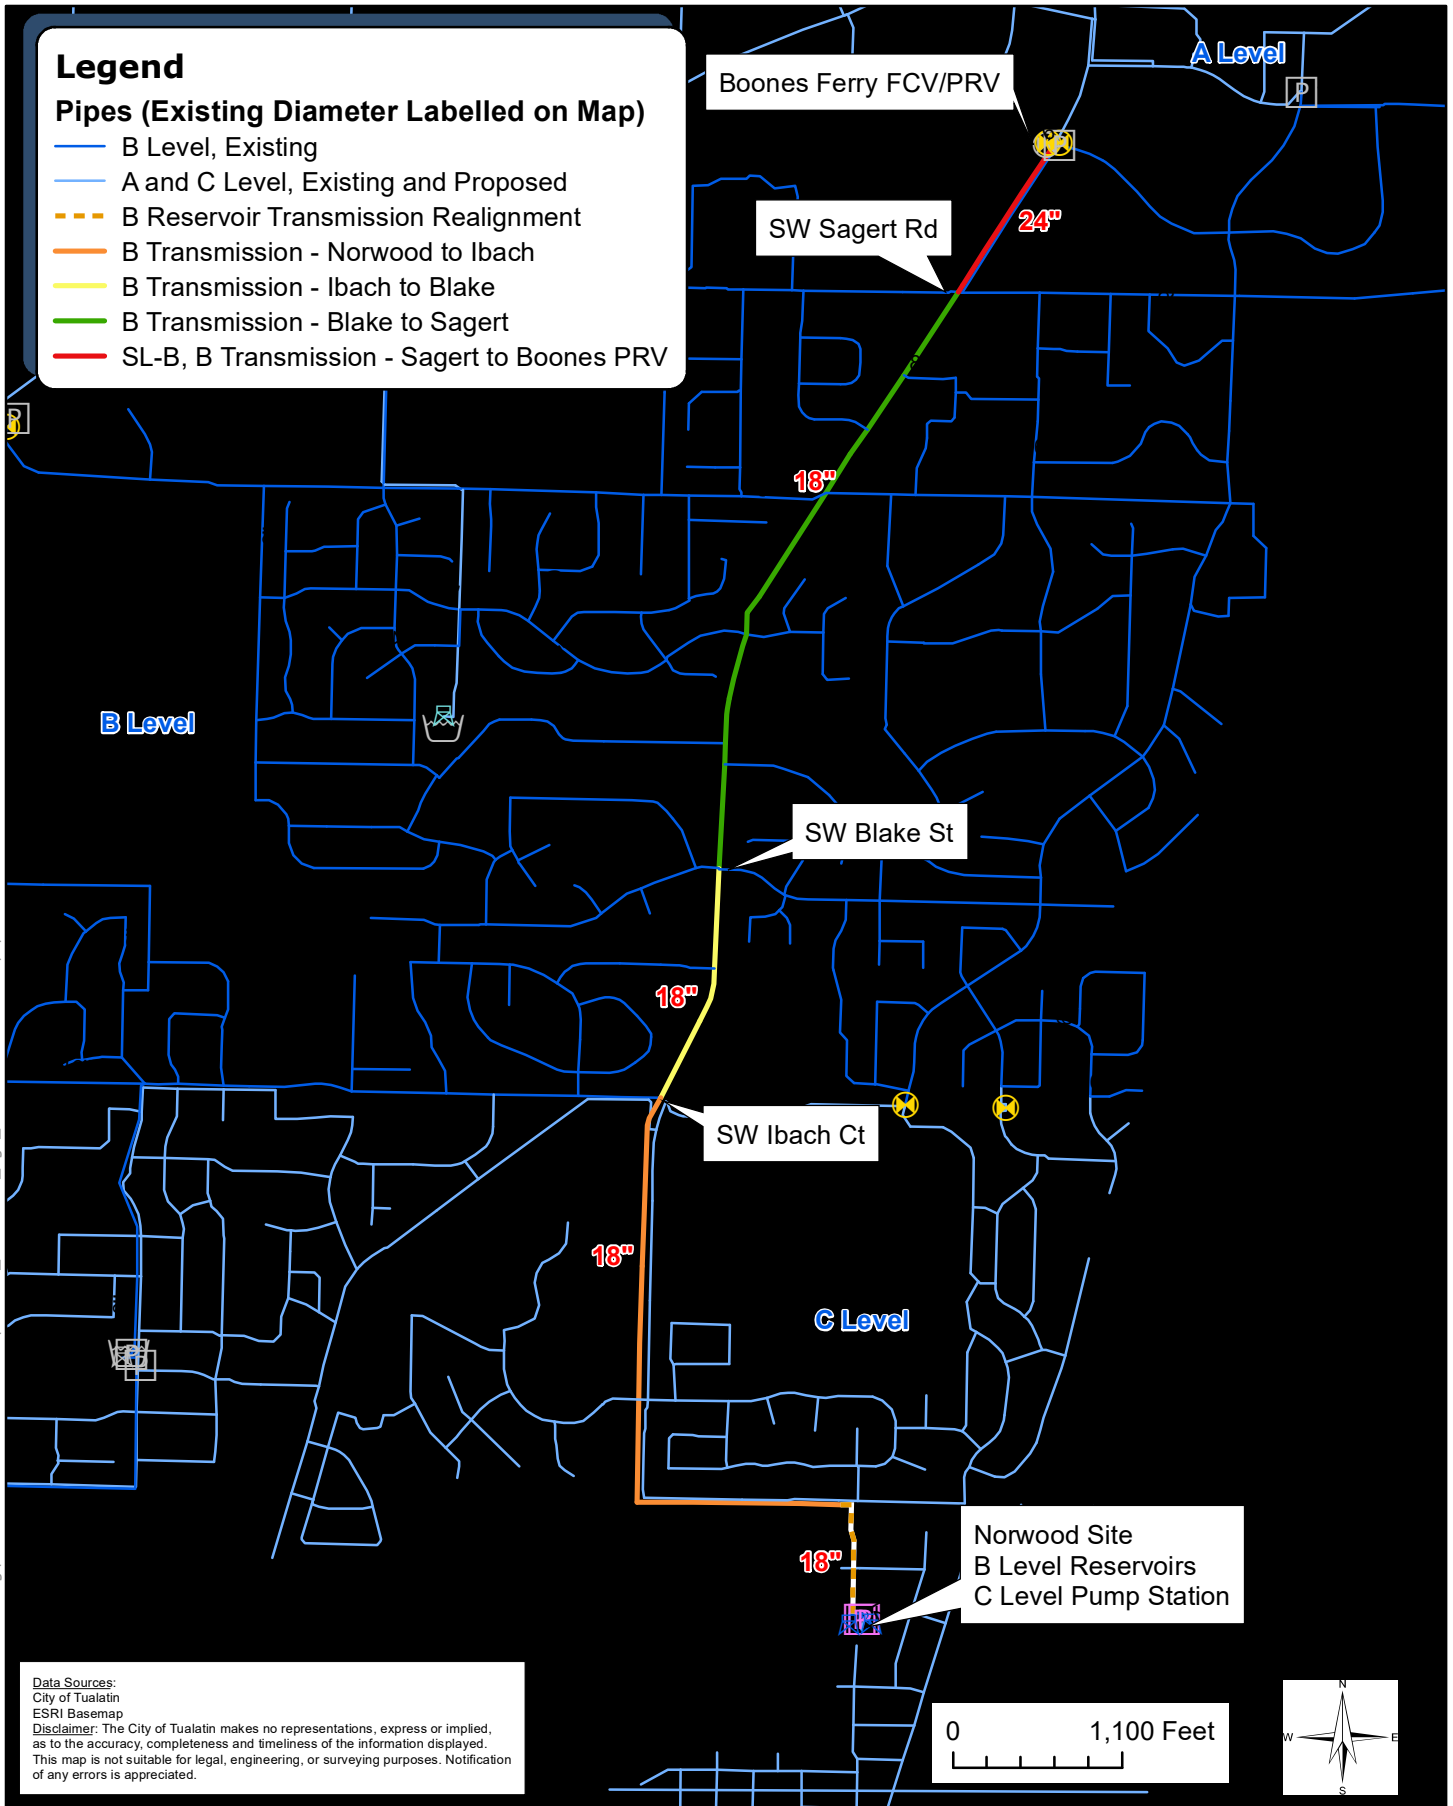 Legend
Pipes (Existing Diameter Labelled on Map)
B Level, Existing
A and C Level, Existing and Proposed
B Reservoir Transmission Realignment
B Transmission - Norwood to Ibach
B Transmission - Ibach to Blake
B Transmission - Blake to Sagert
SL-B, B Transmission - Sagert to Boones PRV
A Level
Boones Ferry FCV/PRV
P
24"
SW Sagert Rd
P
18"
B Level
SW Blake St
18"
SW Ibach Ct
18"
C Level
Norwood Site
B Level Reservoirs
C Level Pump Station
18"
Data Sources:
City of Tualatin
ESRI Basemap
Disclaimer: The City of Tualatin makes no representations, express or implied,
as to the accuracy, completeness and timeliness of the information displayed.
This map is not suitable for legal, engineering, or surveying purposes. Notification
of any errors is appreciated.
0 1,100 Feet
N
W E
S